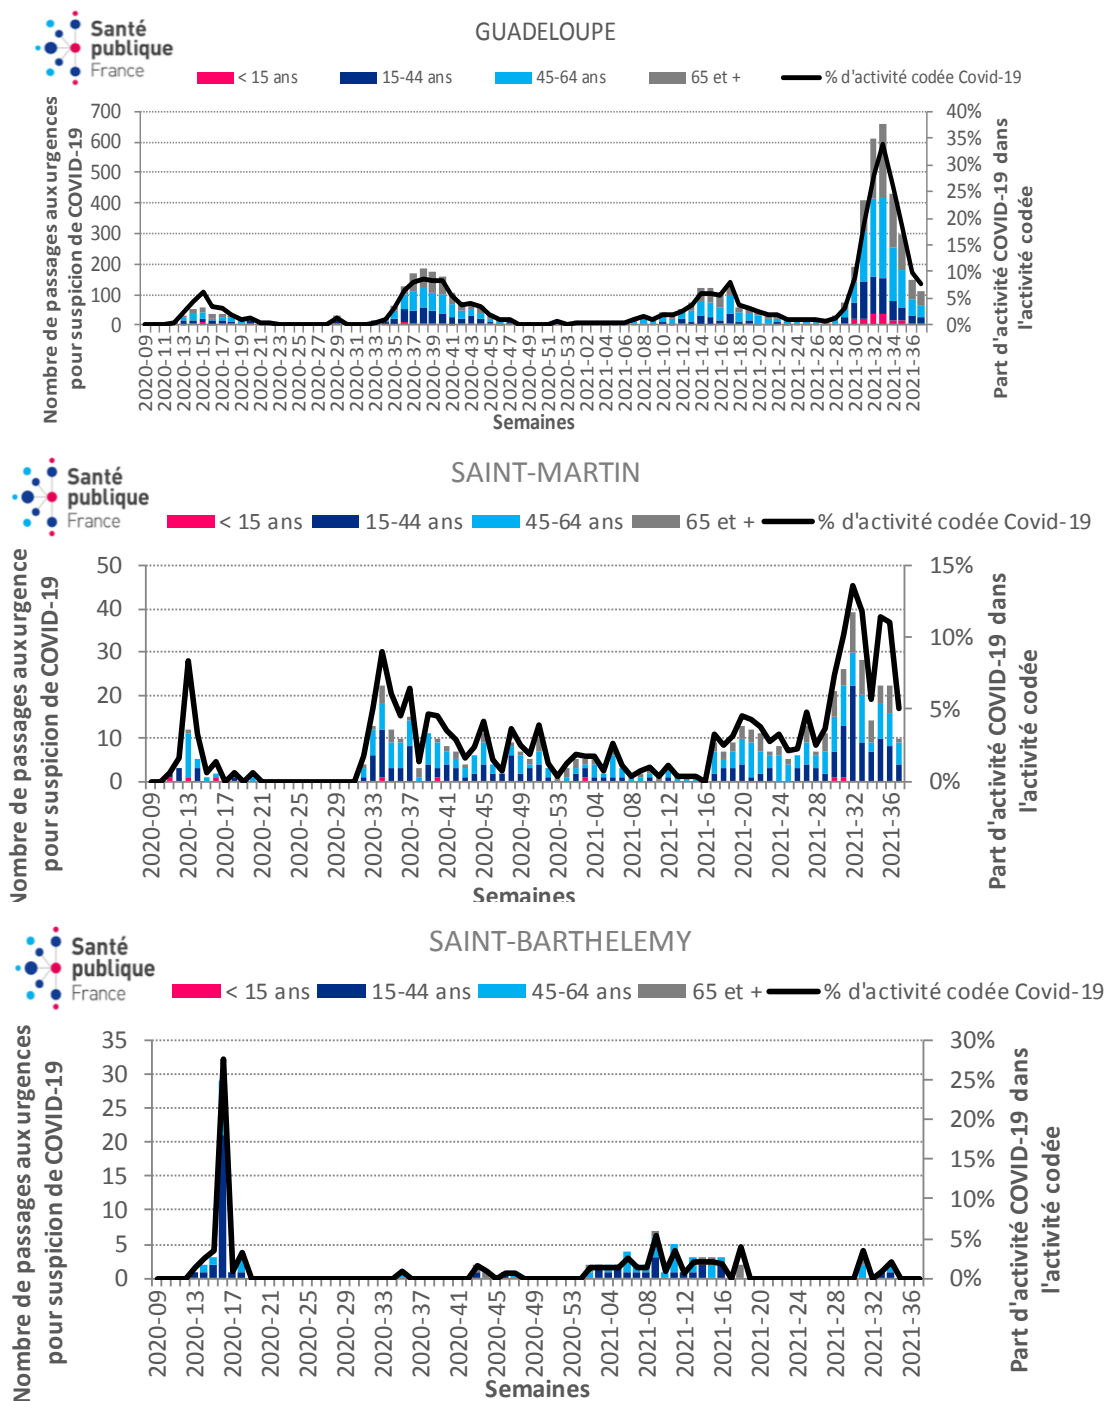 Santé
publique
France
GUADELOUPE
< 15 ans 15-44 ans 45-64 ans 65 et + % d'activité codée Covid-19
Nombre de passages aux urgences
pour suspicion de COVID-19
700
600
500
400
300
200
100
0
40%
35%
30%
25%
20%
15%
10%
5%
0%
Part d'activité COVID-19 dans
l'activité codée
2020-09 2020-11 2020-13 2020-15 2020-17 2020-19 2020-21 2020-23 2020-25 2020-27 2020-29 2020-31 2020-33 2020-35 2020-37 2020-39 2020-41 2020-43 2020-45 2020-47 2020-49 2020-51 2020-53 2021-02 2021-04 2021-06 2021-08 2021-10 2021-12 2021-14 2021-16 2021-18 2021-20 2021-22 2021-24 2021-26 2021-28 2021-30 2021-32 2021-34 2021-36
Semaines
Santé
publique
France
SAINT-MARTIN
< 15 ans 15-44 ans 45-64 ans 65 et + % d'activité codée Covid-19
Nombre de passages aux urgence
pour suspicion de COVID-19
50
40
30
20
10
0
15%
10%
5%
0%
Part d'activité COVID-19 dans
l'activité codée
2020-09 2020-13 2020-17 2020-21 2020-25 2020-29 2020-33 2020-37 2020-41 2020-45 2020-49 2020-53 2021-04 2021-08 2021-12 2021-16 2021-20 2021-24 2021-28 2021-32 2021-36
Semaines
Santé
publique
France
SAINT-BARTHELEMY
< 15 ans 15-44 ans 45-64 ans 65 et + % d'activité codée Covid-19
Nombre de passages aux urgences
pour suspicion de COVID-19
35
30
25
20
15
10
5
0
30%
25%
20%
15%
10%
5%
0%
Part d'activité COVID-19 dans
l'activité codée
2020-09 2020-13 2020-17 2020-21 2020-25 2020-29 2020-33 2020-37 2020-41 2020-45 2020-49 2020-53 2021-04 2021-08 2021-12 2021-16 2021-20 2021-24 2021-28 2021-32 2021-36
Semaines